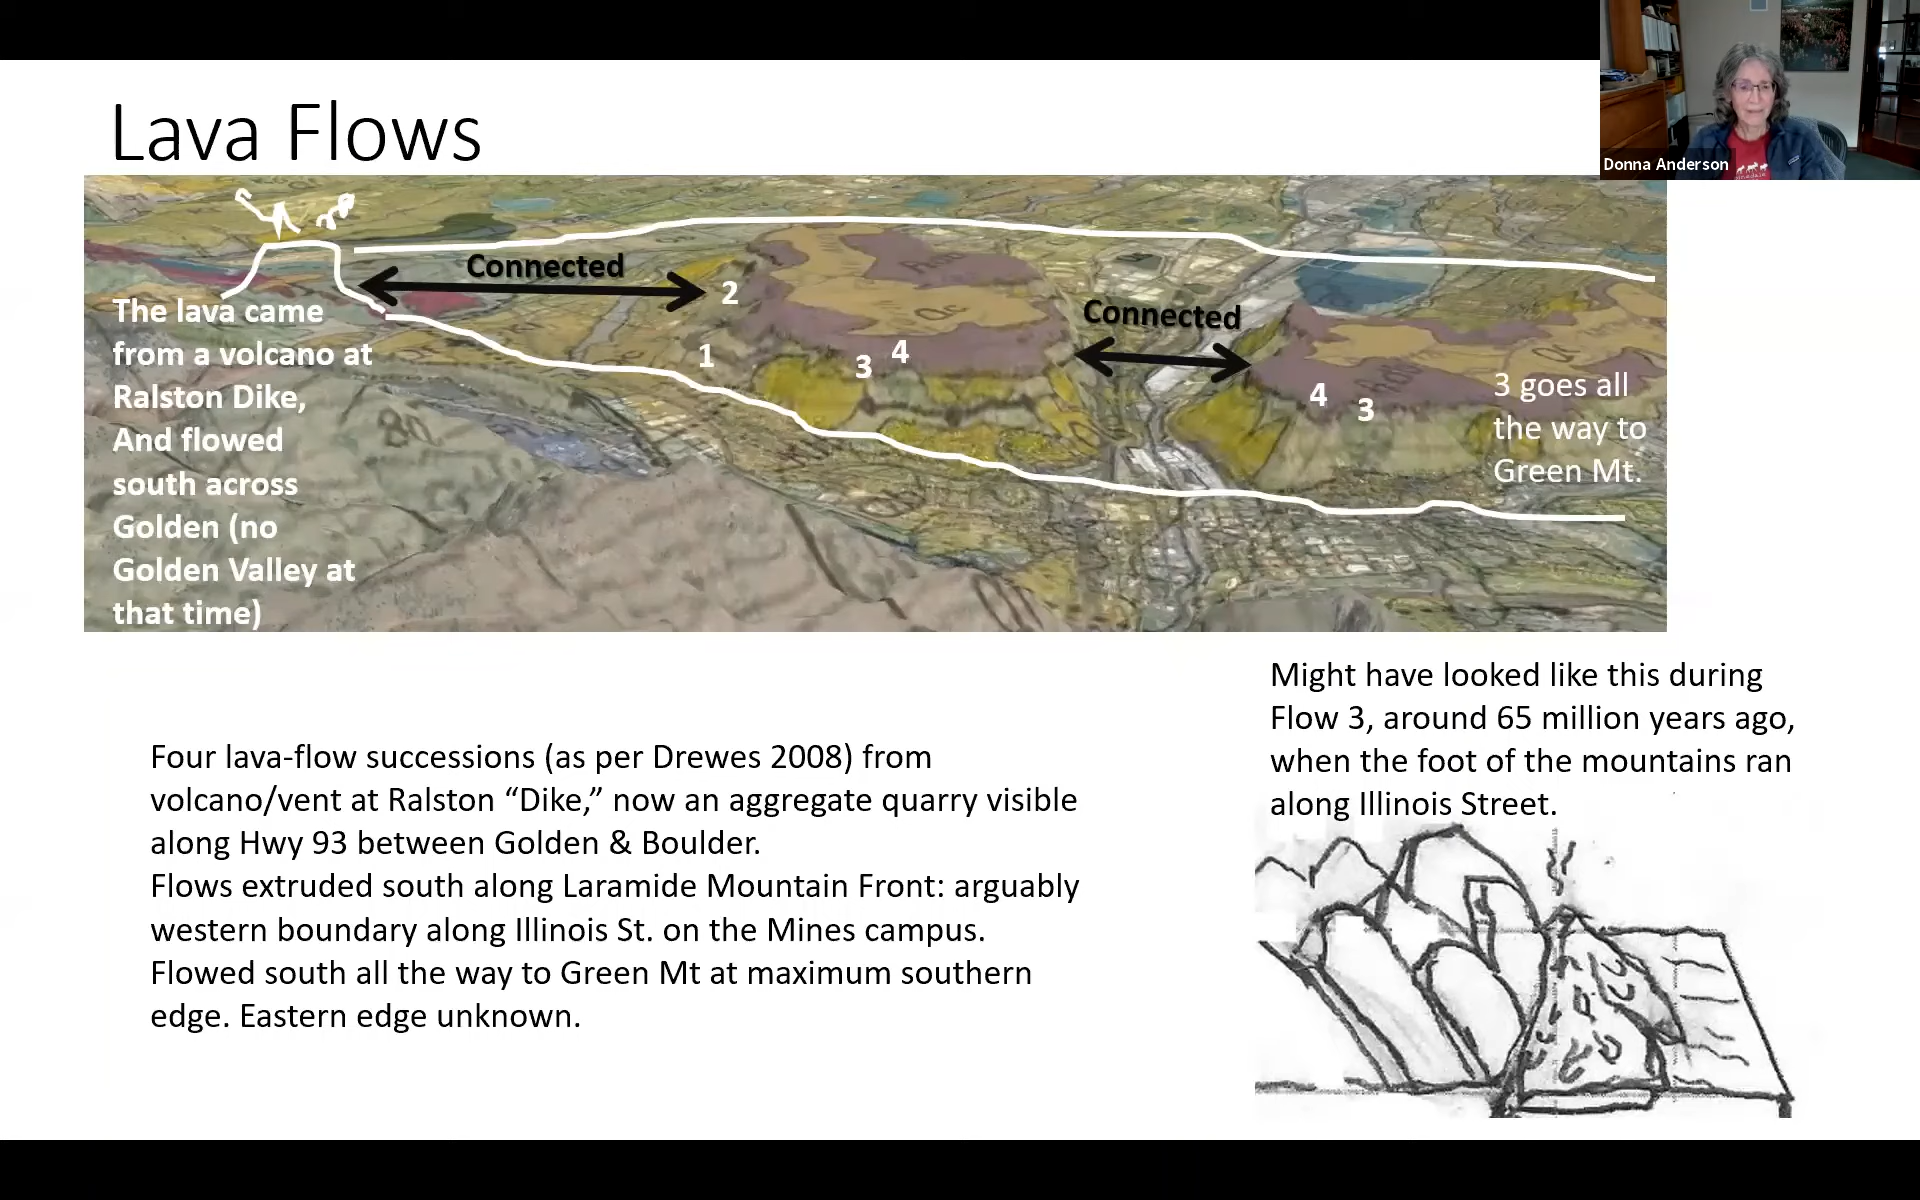 Lava Flows
Donna Anderson
Connected
2
1
3
4
Connected
4
3
The lava came
from a volcano at
Ralston Dike,
And flowed
south across
Golden (no
Golden Valley at
that time)
3 goes all
the way to
Green Mt.
Qc
80
Four lava-flow successions (as per Drewes 2008) from
volcano/vent at Ralston “Dike,” now an aggregate quarry visible
along Hwy 93 between Golden & Boulder.
Flows extruded south along Laramide Mountain Front: arguably
western boundary along Illinois St. on the Mines campus.
Flowed south all the way to Green Mt at maximum southern
edge. Eastern edge unknown.
Might have looked like this during
Flow 3, around 65 million years ago,
when the foot of the mountains ran
along Illinois Street.